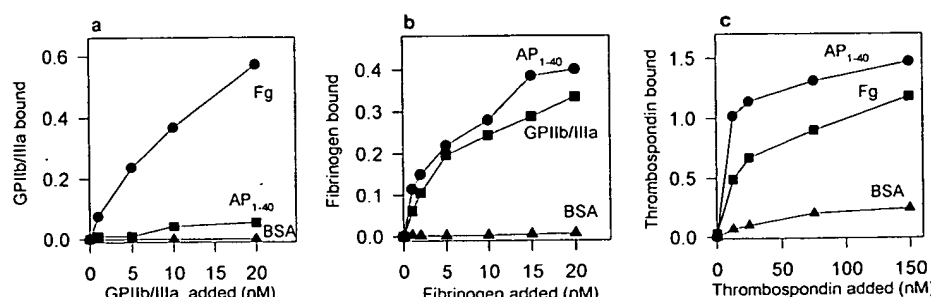 a
GPIIb/IIIa bound
0.6
0.4
0.2
0.0
Fg
AP1-40
BSA
0 5 10 15 20
GPIIb/IIIa added (nM)
b
Fibrinogen bound
0.4
0.3
0.2
0.1
0.0
AP1-40
GPIIb/IIIa
BSA
0 5 10 15 20
Fibrinogen added (nM)
c
Thrombospondin bound
1.5
1.0
0.5
0.0
AP1-40
Fg
BSA
0 50 100 150
Thrombospondin added (nM)